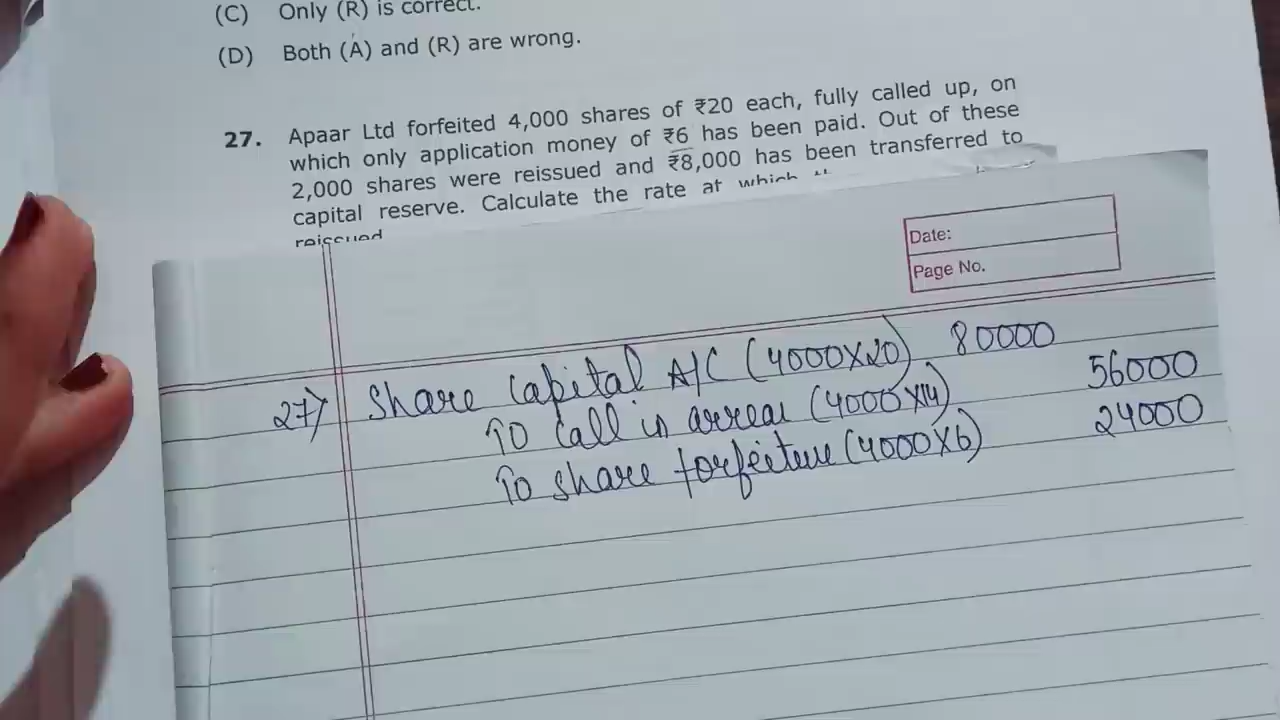 (C) Only (R) is correct.
(D) Both (A) and (R) are wrong.
27. Apaar Ltd forfeited 4,000 shares of ₹20 each, fully called up, on
which only application money of ₹6 has been paid. Out of these
2,000 shares were reissued and ₹8,000 has been transferred to
capital reserve. Calculate the rate at which
reissued
Date:
Page No.
27) Share Capital A/C (4000X20) 80000
To Call in arrear (4000X14) 56000
To share forfeiture (4000X6) 24000